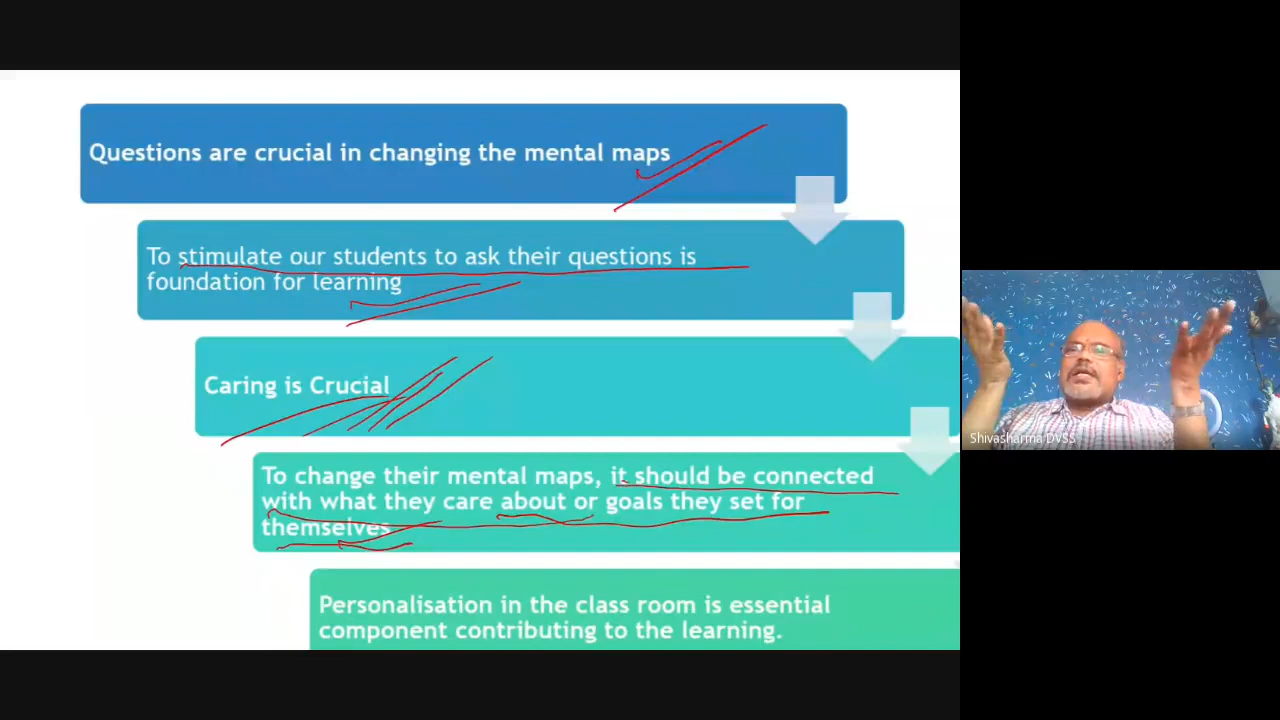 Questions are crucial in changing the mental maps
To stimulate our students to ask their questions is
foundation for learning
Caring is Crucial
To change their mental maps, it should be connected
with what they care about or goals they set for
themselves
Personalisation in the class room is essential
component contributing to the learning.
Shivasharma DVSS